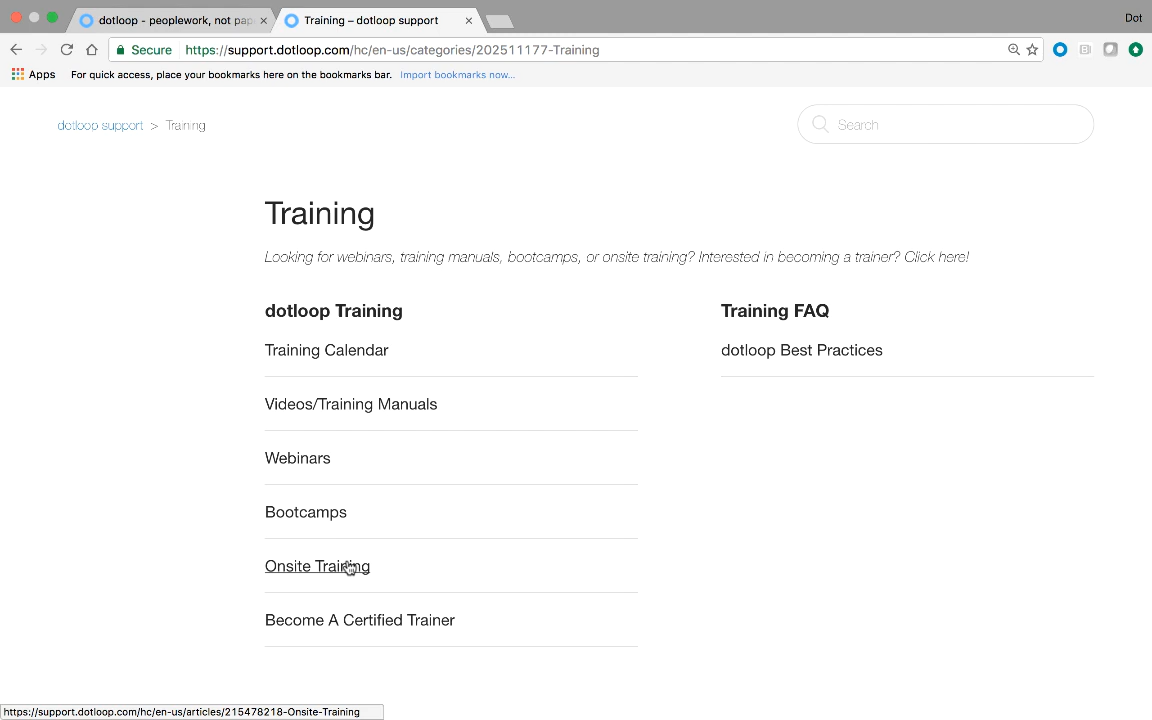 dotloop - peoplework, not pap
Training – dotloop support
Dot
Secure https://support.dotloop.com/hc/en-us/categories/202511177-Training
Apps For quick access, place your bookmarks here on the bookmarks bar. Import bookmarks now...
dotloop support > Training
Search
Training
Looking for webinars, training manuals, bootcamps, or onsite training? Interested in becoming a trainer? Click here!
dotloop Training
Training Calendar
Videos/Training Manuals
Webinars
Bootcamps
Onsite Training
Become A Certified Trainer
Training FAQ
dotloop Best Practices
https://support.dotloop.com/hc/en-us/articles/215478218-Onsite-Training